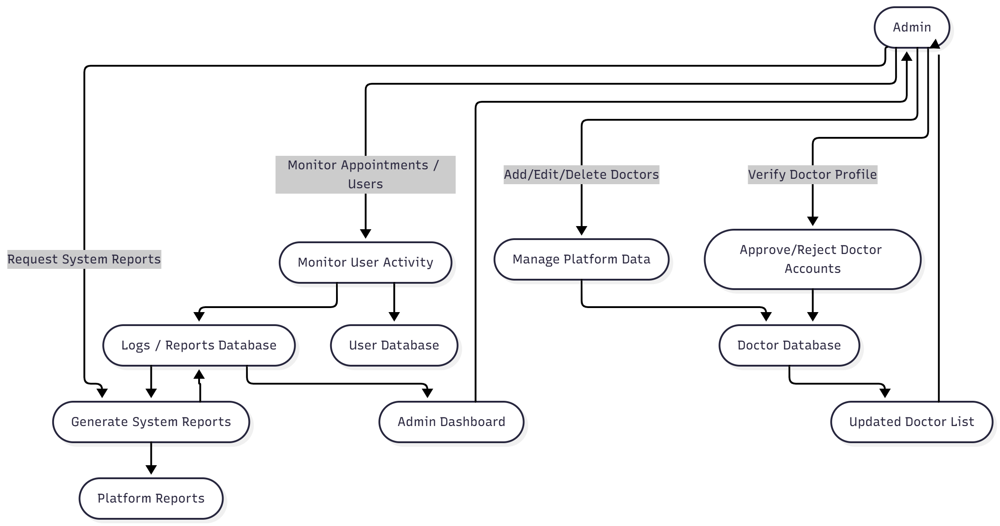 Admin
Monitor Appointments /
Users
Add/Edit/Delete Doctors
Verify Doctor Profile
Request System Reports
Monitor User Activity
Manage Platform Data
Approve/Reject Doctor
Accounts
Logs / Reports Database
User Database
Doctor Database
Generate System Reports
Admin Dashboard
Updated Doctor List
Platform Reports